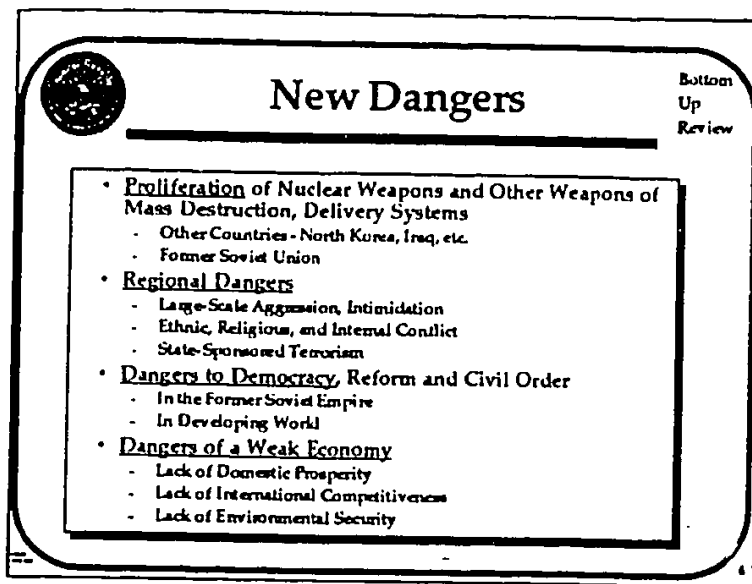 New Dangers
Bottom
Up
Review
• Proliferation of Nuclear Weapons and Other Weapons of
Mass Destruction, Delivery Systems
- Other Countries - North Korea, Iraq, etc.
- Former Soviet Union
• Regional Dangers
- Large-Scale Aggression, Intimidation
- Ethnic, Religious, and Internal Conflict
- State-Sponsored Terrorism
• Dangers to Democracy, Reform and Civil Order
- In the Former Soviet Empire
- In Developing World
• Dangers of a Weak Economy
- Lack of Domestic Prosperity
- Lack of International Competitiveness
- Lack of Environmental Security